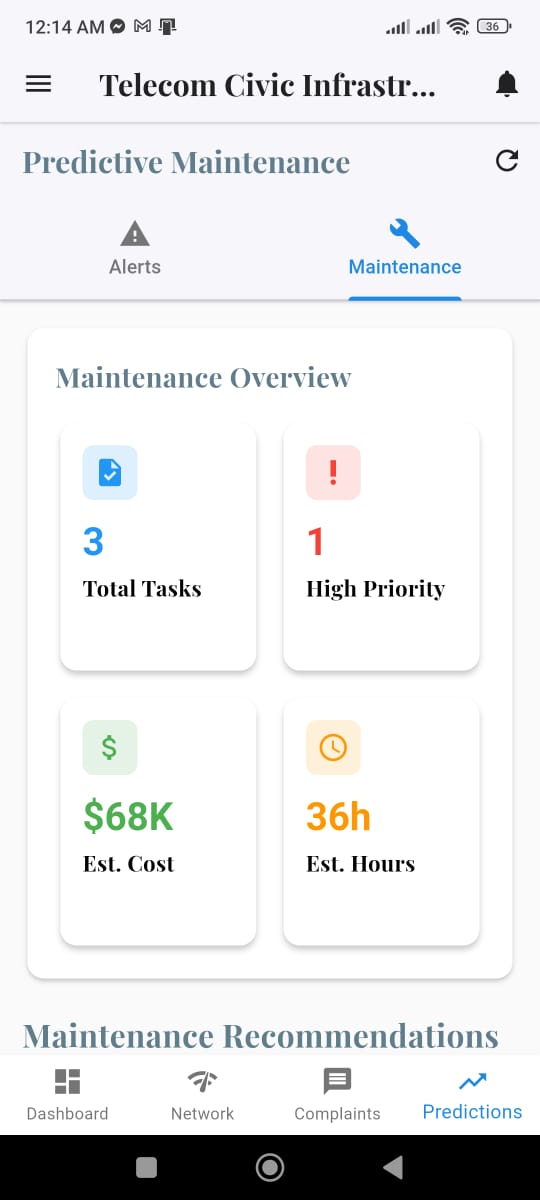 12:14 AM
36
Telecom Civic Infrastr...
Predictive Maintenance
Alerts
Maintenance
Maintenance Overview
3
Total Tasks
1
High Priority
$68K
Est. Cost
36h
Est. Hours
Maintenance Recommendations
Dashboard
Network
Complaints
Predictions